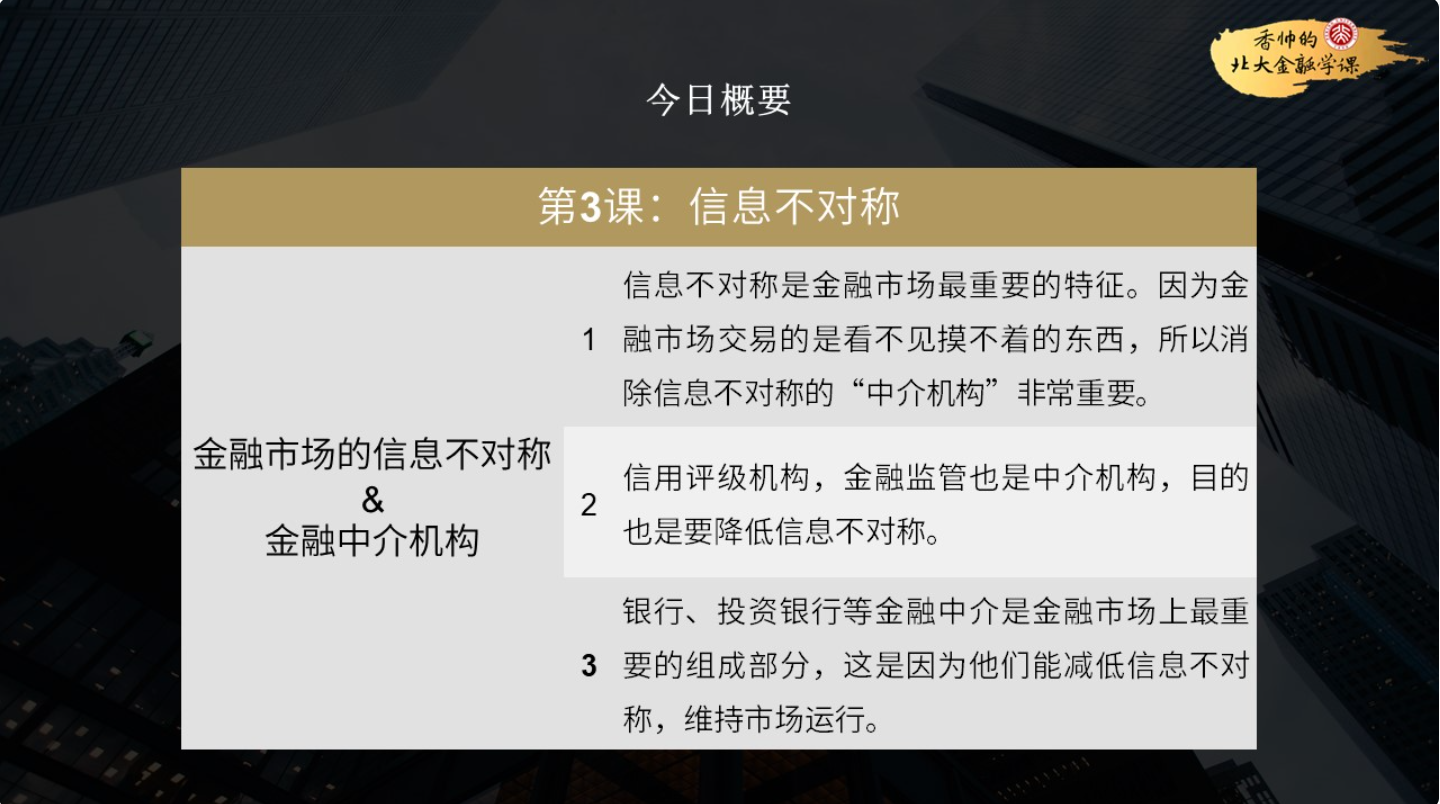 香帅的
北大金融学课
今日概要
第3课：信息不对称
金融市场的信息不对称
&
金融中介机构
1
信息不对称是金融市场最重要的特征。因为金
融市场交易的是看不见摸不着的东西，所以消
除信息不对称的“中介机构”非常重要。
2
信用评级机构，金融监管也是中介机构，目的
也是要降低信息不对称。
3
银行、投资银行等金融中介是金融市场上最重
要的组成部分，这是因为他们能减低信息不对
称，维持市场运行。